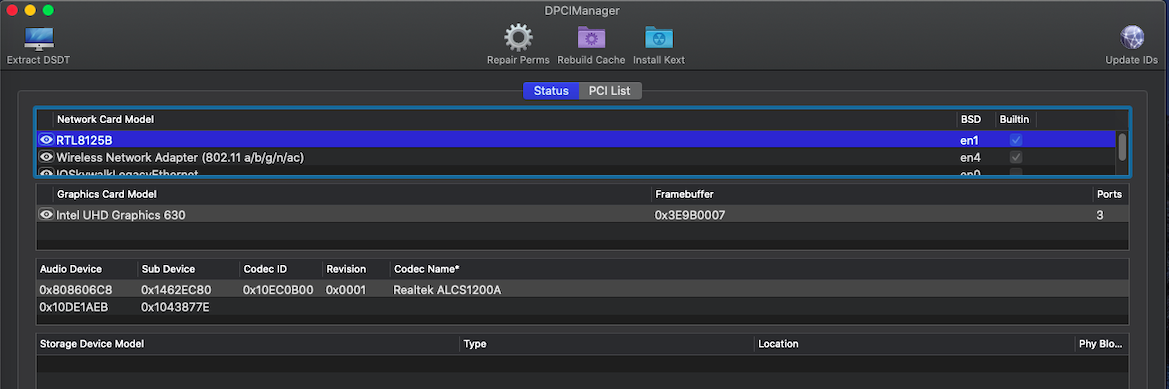 DPCIManager
Extract DSDT Repair Perms Rebuild Cache Install Kext Update IDs
Status PCI List
Network Card Model BSD Builtin
RTL8125B en1
Wireless Network Adapter (802.11 a/b/g/n/ac) en4
IOSkywalkLegacyEthernet en0
Graphics Card Model Framebuffer Ports
Intel UHD Graphics 630 0x3E9B0007 3
Audio Device Sub Device Codec ID Revision Codec Name*
0x808606C8 0x1462EC80 0x10EC0B00 0x0001 Realtek ALCS1200A
0x10DE1AEB 0x1043877E
Storage Device Model Type Location Phy Blo...